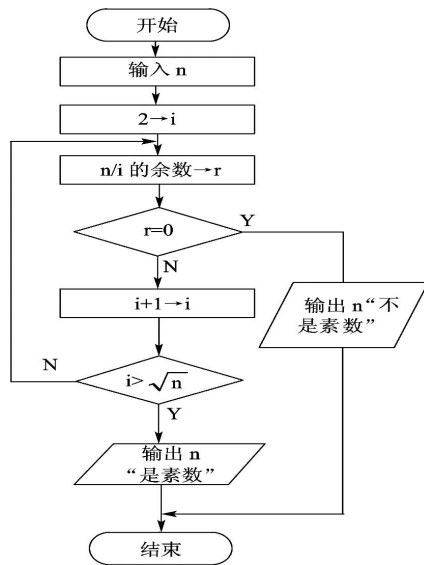 开始
输入 n
2→i
n/i 的余数→r
r=0
Y
N
输出 n“不
是素数”
i+1→i
N
i> √n
Y
输出 n
“是素数”
结束